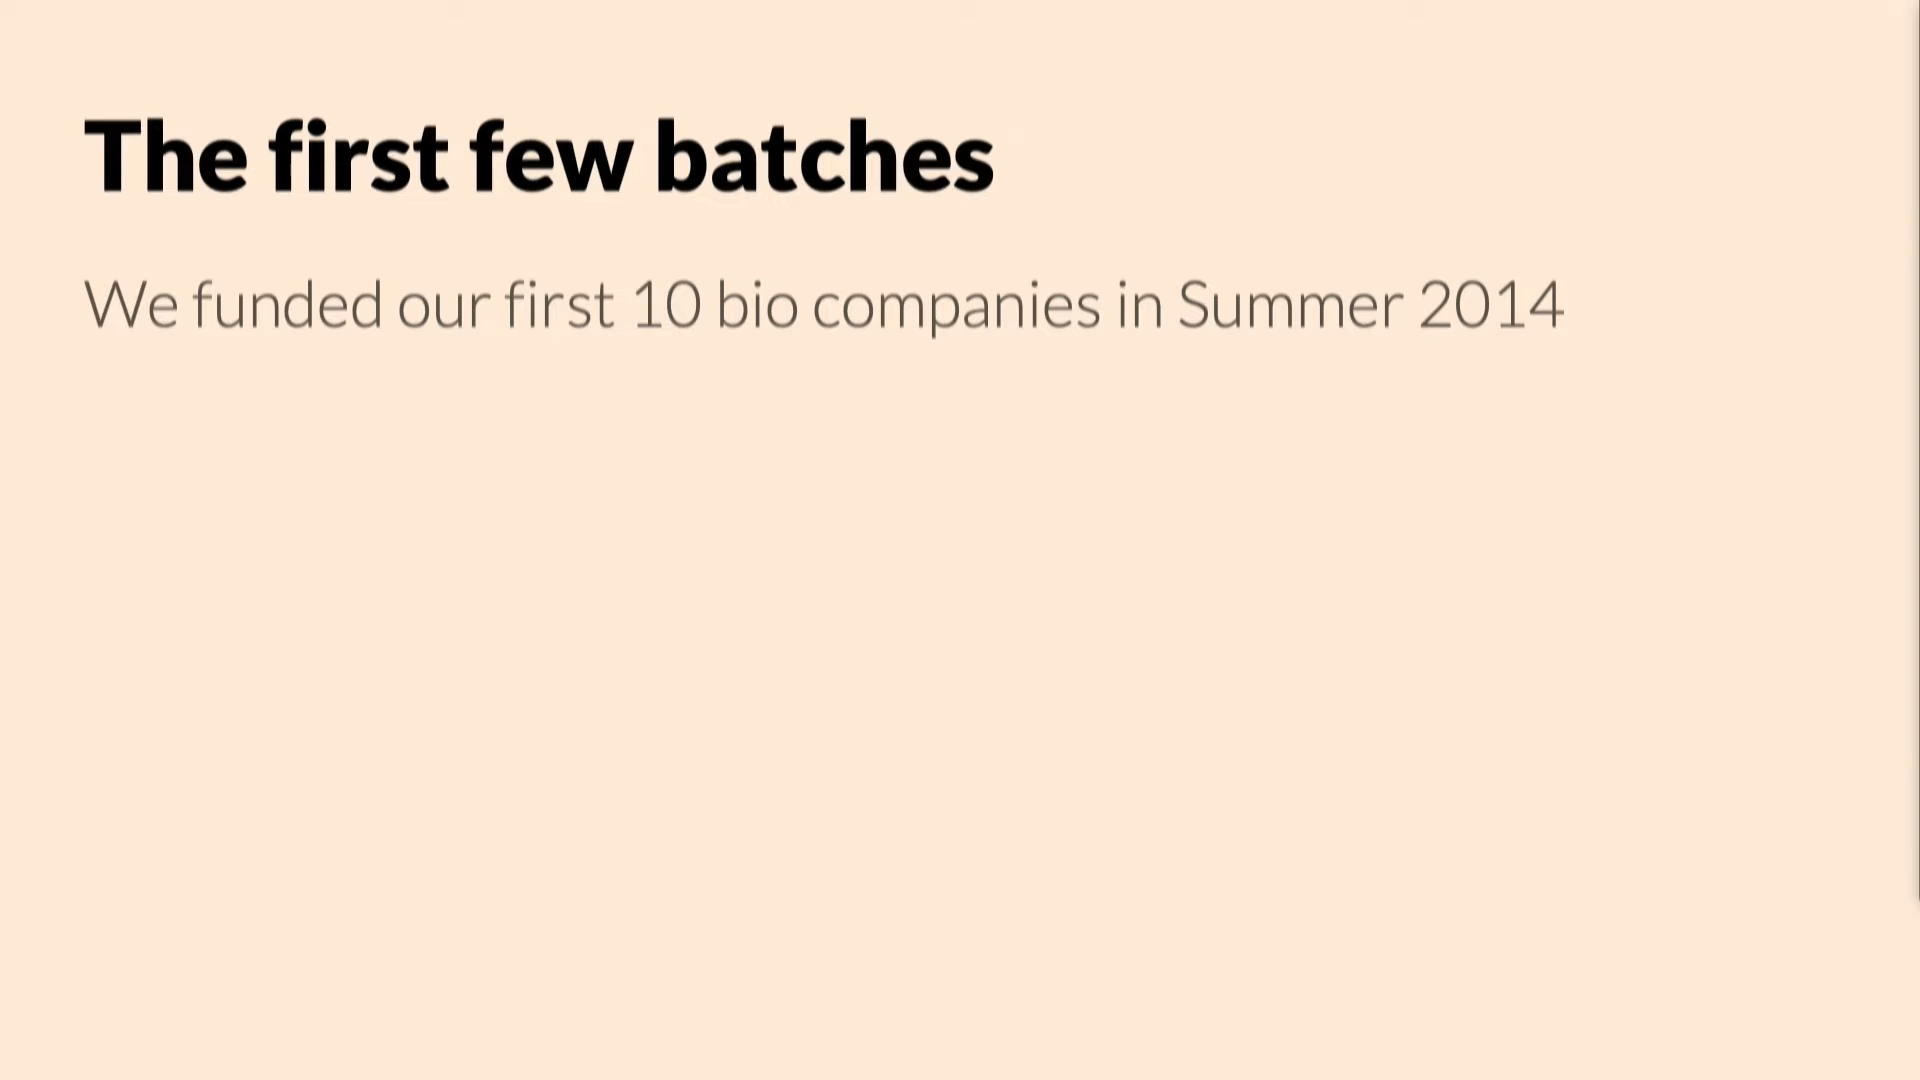 The first few batches
We funded our first 10 bio companies in Summer 2014